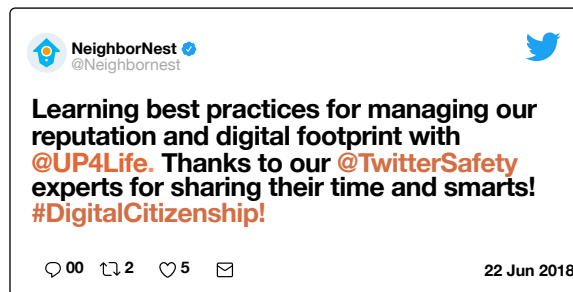 NeighborNest
@Neighbornest
Learning best practices for managing our
reputation and digital footprint with
@UP4Life. Thanks to our @TwitterSafety
experts for sharing their time and smarts!
#DigitalCitizenship!
00 2 5
22 Jun 2018